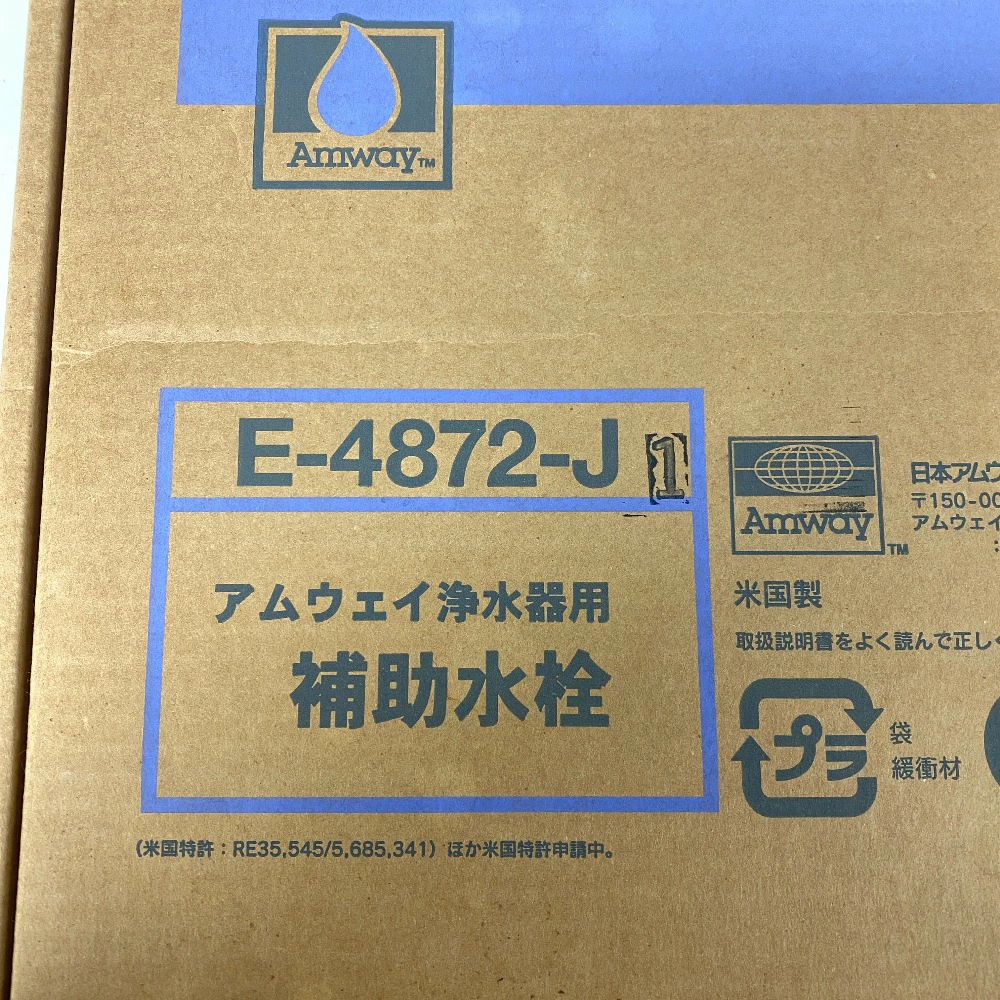 Amway™
E-4872-J1
アムウェイ浄水器用
補助水栓
(米国特許：RE35,545/5,685,341) ほか米国特許申請中。
Amway™
日本アムウ
〒150-00
アムウェイ
米国製
取扱説明書をよく読んで正しく
プラ
袋
緩衝材